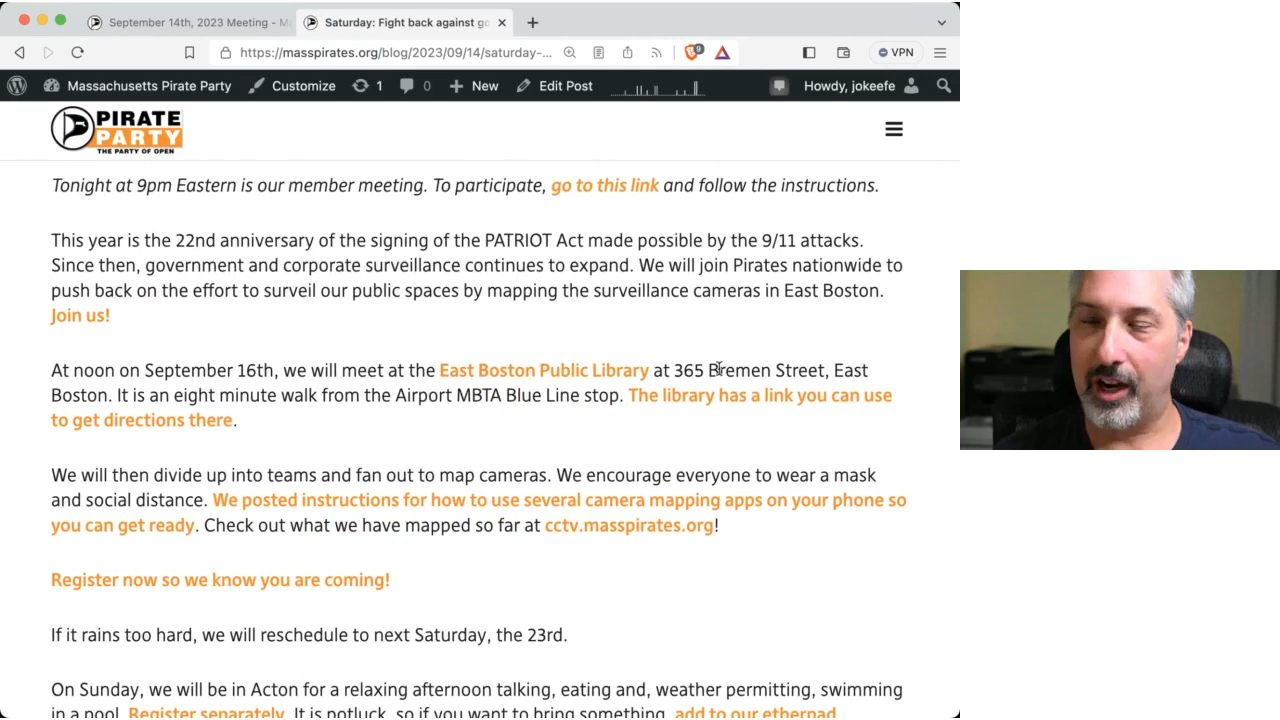 September 14th, 2023 Meeting - M
Saturday: Fight back against go
https://masspirates.org/blog/2023/09/14/saturday-...
9
VPN
Massachusetts Pirate Party
Customize
1
0
New
Edit Post
Howdy, jokeefe
PIRATE
PARTY
THE PARTY OF OPEN
Tonight at 9pm Eastern is our member meeting. To participate, go to this link and follow the instructions.
This year is the 22nd anniversary of the signing of the PATRIOT Act made possible by the 9/11 attacks.
Since then, government and corporate surveillance continues to expand. We will join Pirates nationwide to
push back on the effort to surveil our public spaces by mapping the surveillance cameras in East Boston.
Join us!
At noon on September 16th, we will meet at the East Boston Public Library at 365 Bremen Street, East
Boston. It is an eight minute walk from the Airport MBTA Blue Line stop. The library has a link you can use
to get directions there.
We will then divide up into teams and fan out to map cameras. We encourage everyone to wear a mask
and social distance. We posted instructions for how to use several camera mapping apps on your phone so
you can get ready. Check out what we have mapped so far at cctv.masspirates.org!
Register now so we know you are coming!
If it rains too hard, we will reschedule to next Saturday, the 23rd.
On Sunday, we will be in Acton for a relaxing afternoon talking, eating and, weather permitting, swimming
in a pool. Register separately. It is potluck, so if you want to bring something, add to our etherpad